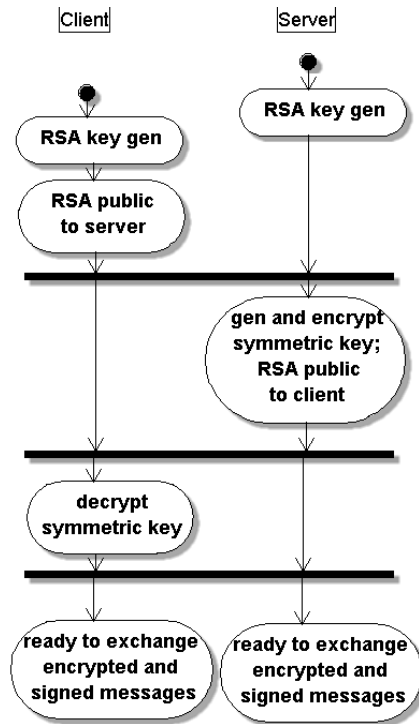 Client
Server
RSA key gen
RSA key gen
RSA public
to server
gen and encrypt
symmetric key;
RSA public
to client
decrypt
symmetric key
ready to exchange
encrypted and
signed messages
ready to exchange
encrypted and
signed messages